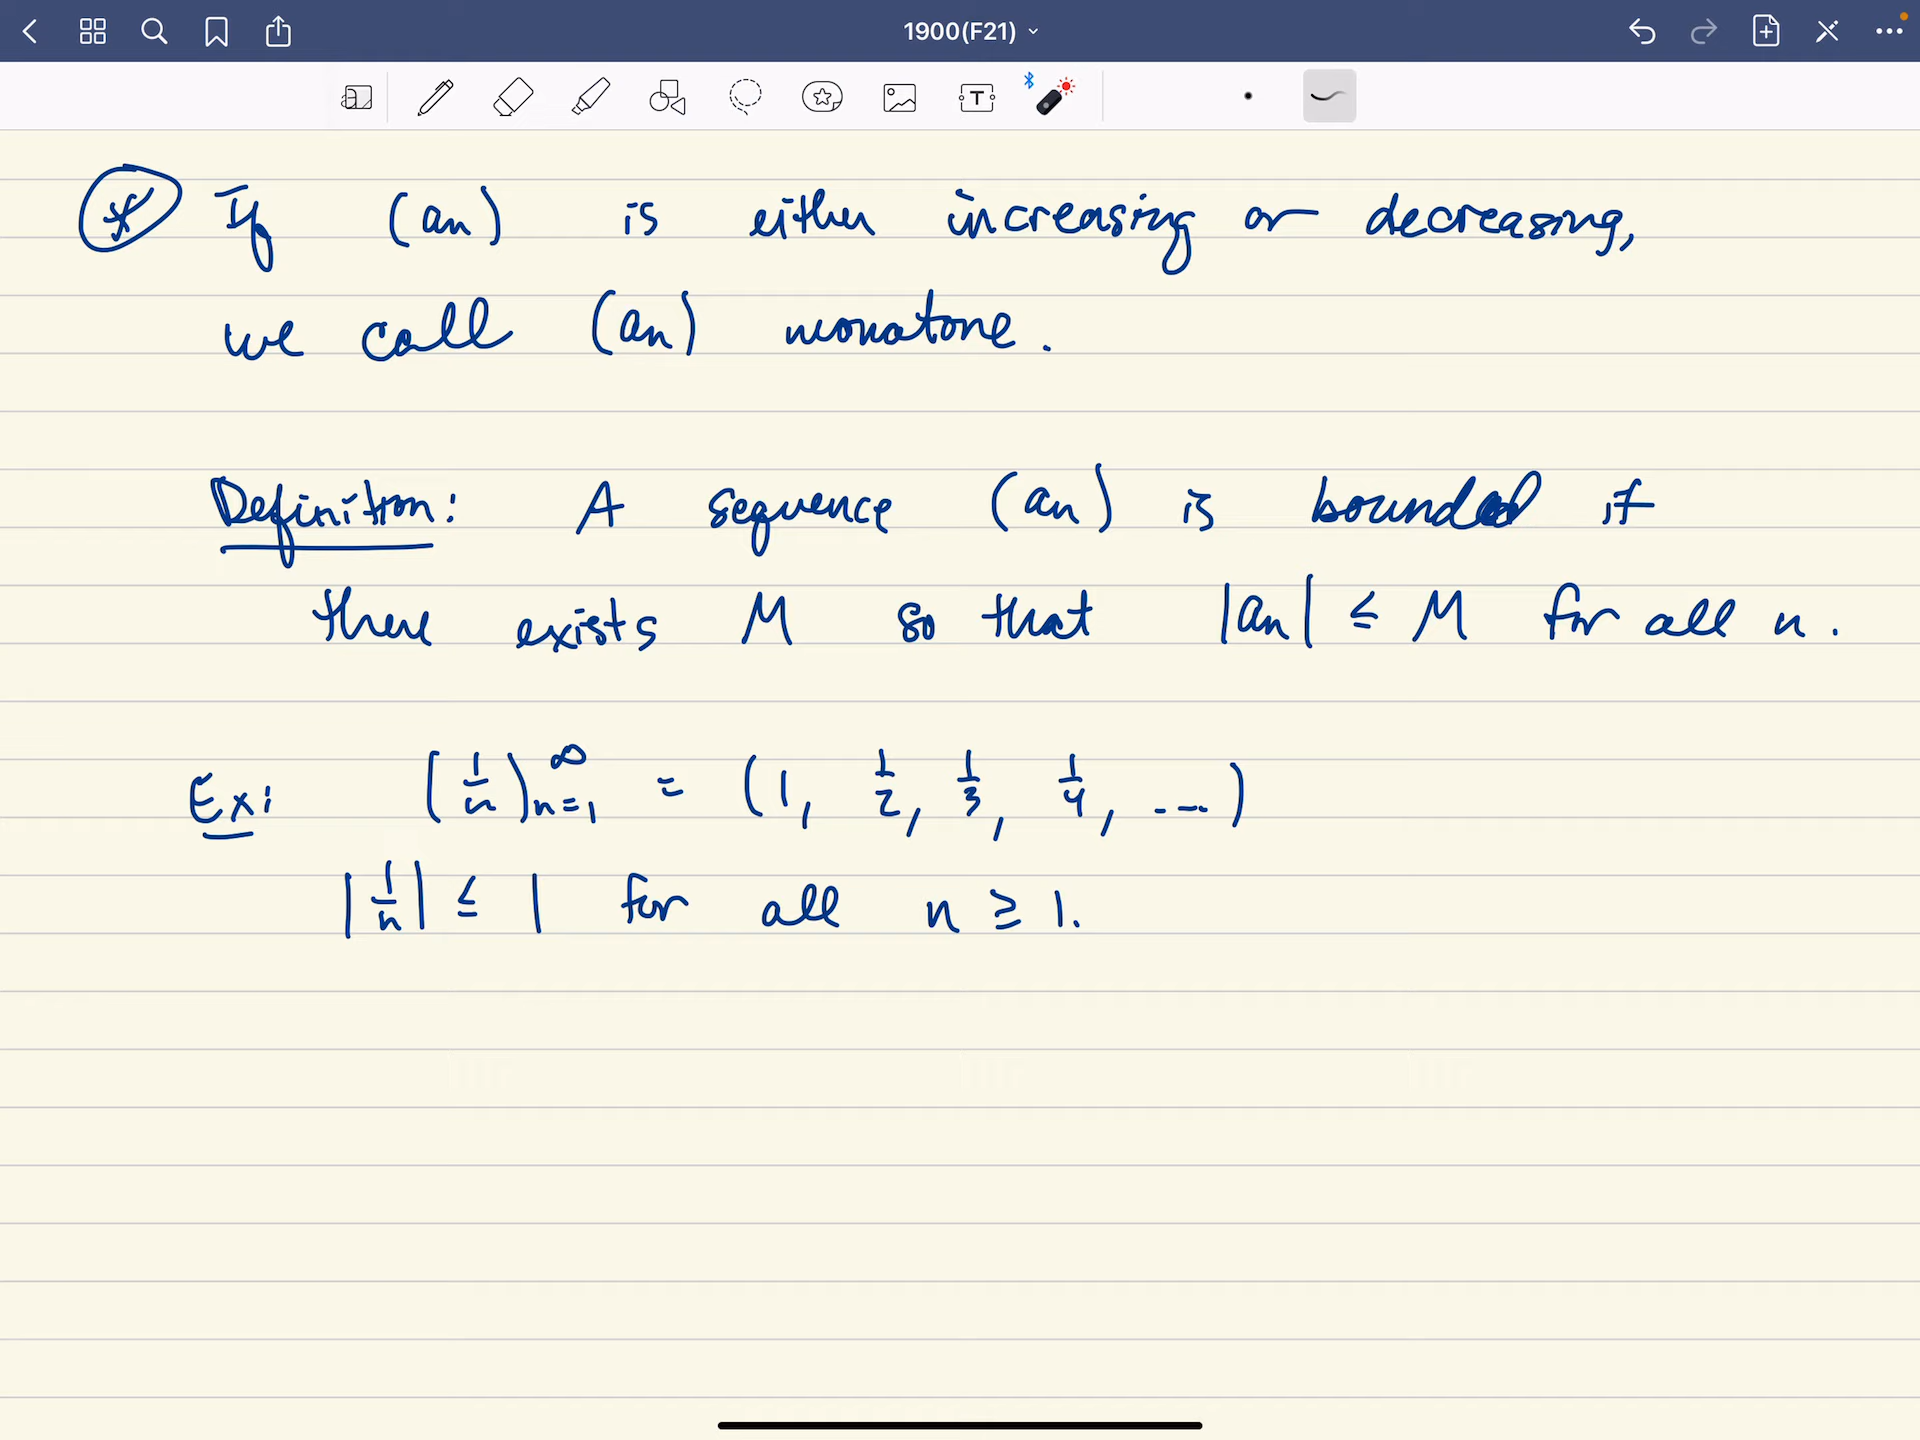 1900(F21)
If (an) is either increasing or decreasing,
we call (an) monotone.
Definition: A sequence (an) is bounded if
there exists M so that |an| ≤ M for all n.
Ex: (1/n)∞n=1 = (1, 1/2, 1/3, 1/4, ...)
|1/n| ≤ 1 for all n ≥ 1.